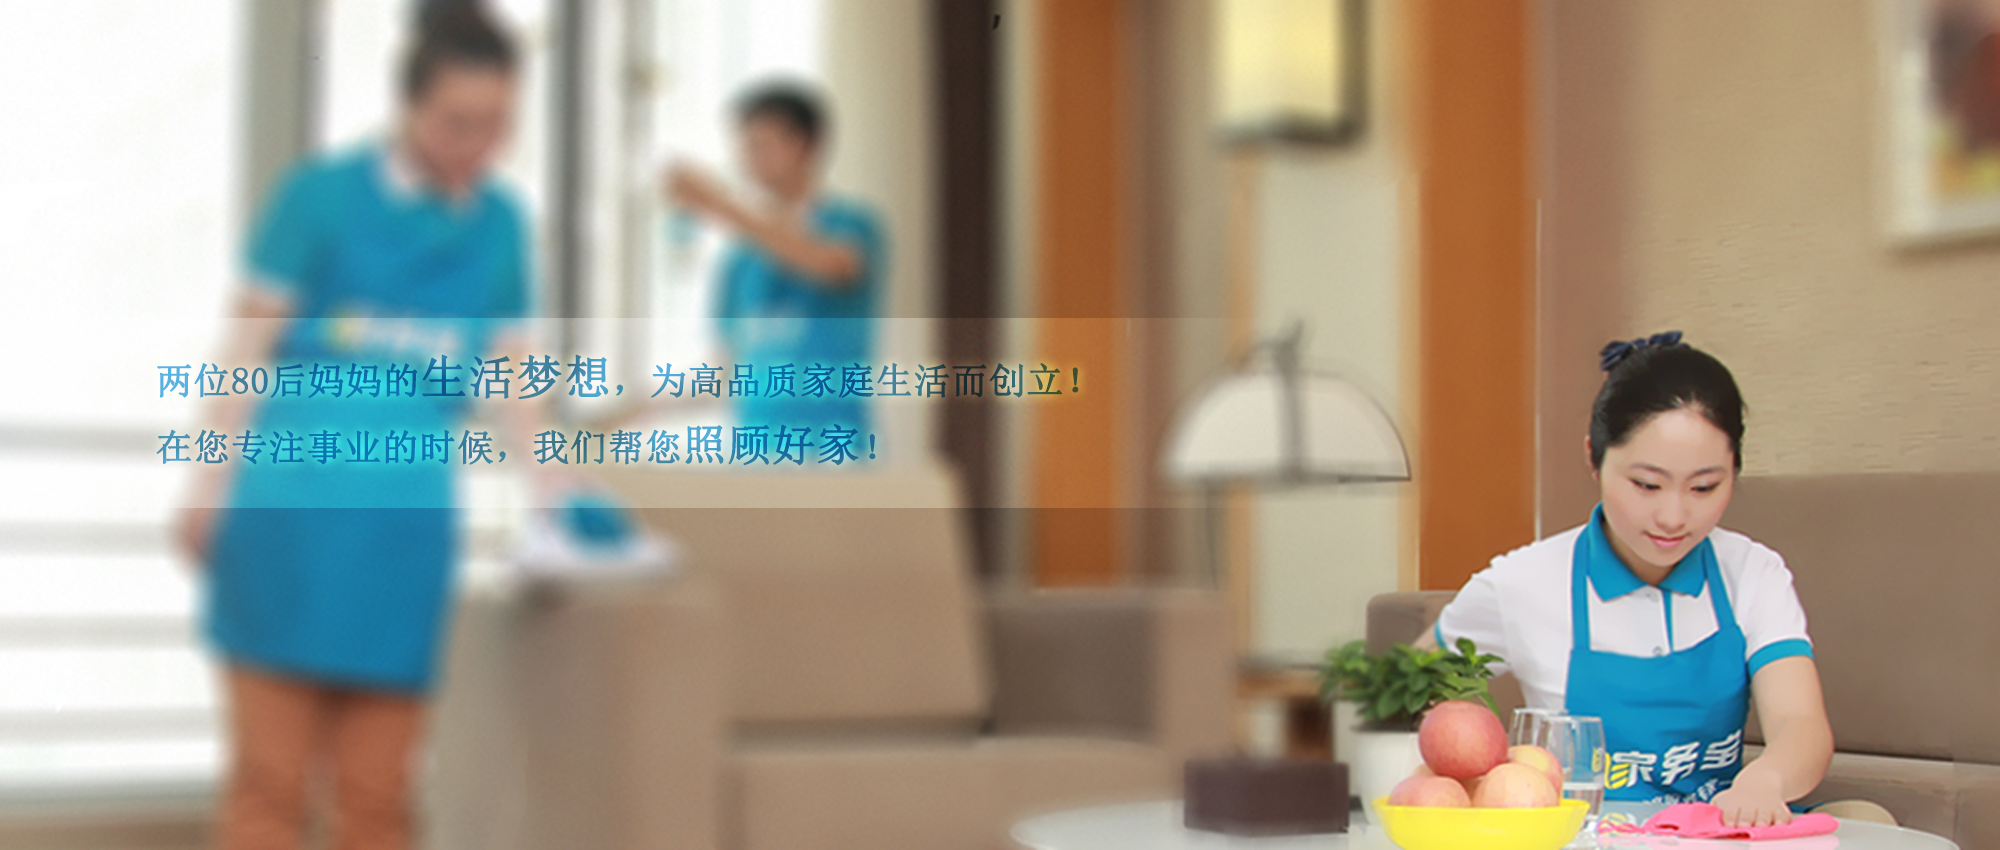 两位80后妈妈的生活梦想，为高品质家庭生活而创立！
在您专注事业的时候，我们帮您照顾好家！
家务宝